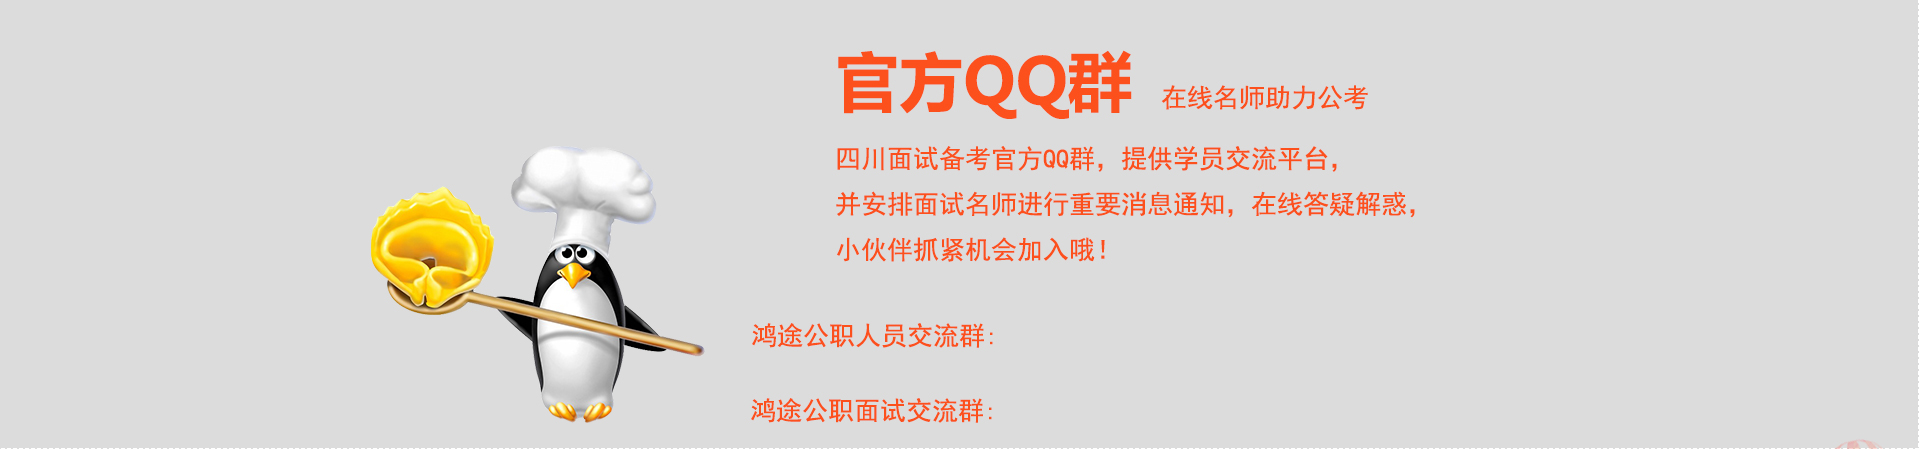 官方QQ群 在线名师助力公考
四川面试备考官方QQ群，提供学员交流平台，
并安排面试名师进行重要消息通知，在线答疑解惑，
小伙伴抓紧机会加入哦！
鸿途公职人员交流群：
鸿途公职面试交流群：